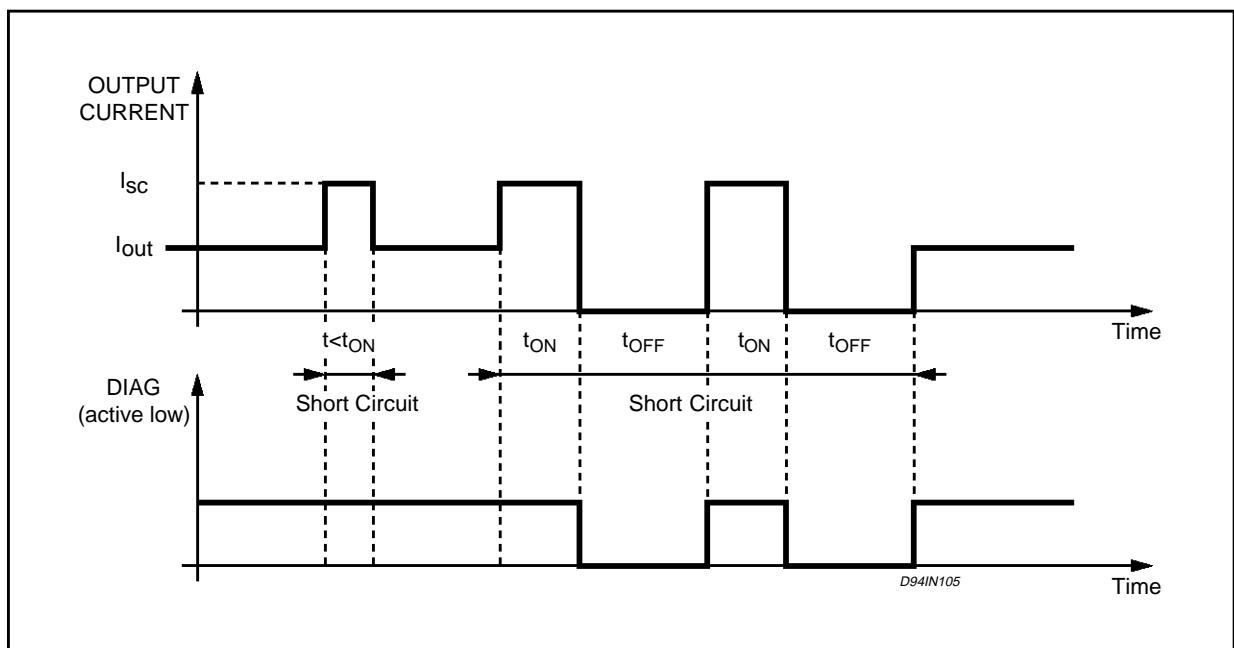 OUTPUT
CURRENT
Isc
Iout
Time
t<tON
tON
tOFF
tON
tOFF
DIAG
(active low)
Short Circuit
Short Circuit
D94IN105
Time